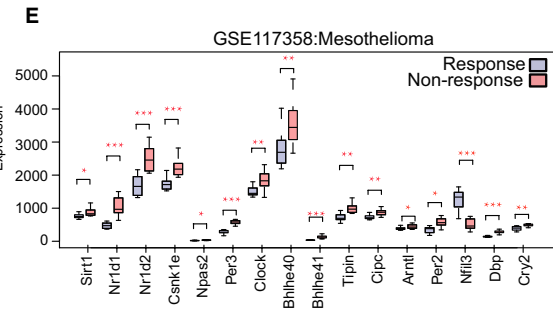 E
GSE117358:Mesothelioma
Response
Non-response
Expression
5000
4000
3000
2000
1000
0
*
***
***
***
*
***
**
**
***
**
**
*
*
***
***
**
Sirt1
Nr1d1
Nr1d2
Csnk1e
Npas2
Per3
Clock
Bhlhe40
Bhlhe41
Tipin
Cipc
Arntl
Per2
Nfil3
Dbp
Cry2